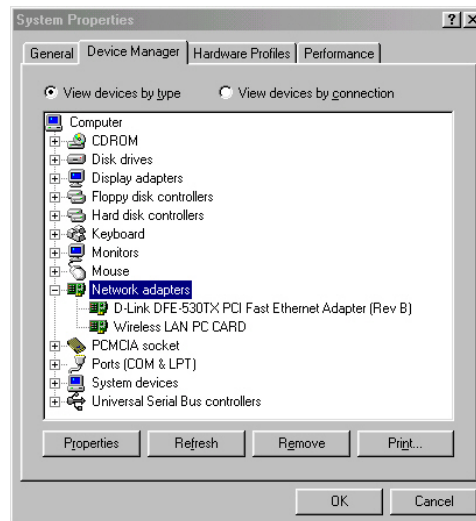 System Properties
General Device Manager Hardware Profiles Performance
View devices by type View devices by connection
Computer
CDROM
Disk drives
Display adapters
Floppy disk controllers
Hard disk controllers
Keyboard
Monitors
Mouse
Network adapters
D-Link DFE-530TX PCI Fast Ethernet Adapter (Rev B)
Wireless LAN PC CARD
PCMCIA socket
Ports (COM & LPT)
System devices
Universal Serial Bus controllers
Properties Refresh Remove Print...
OK Cancel